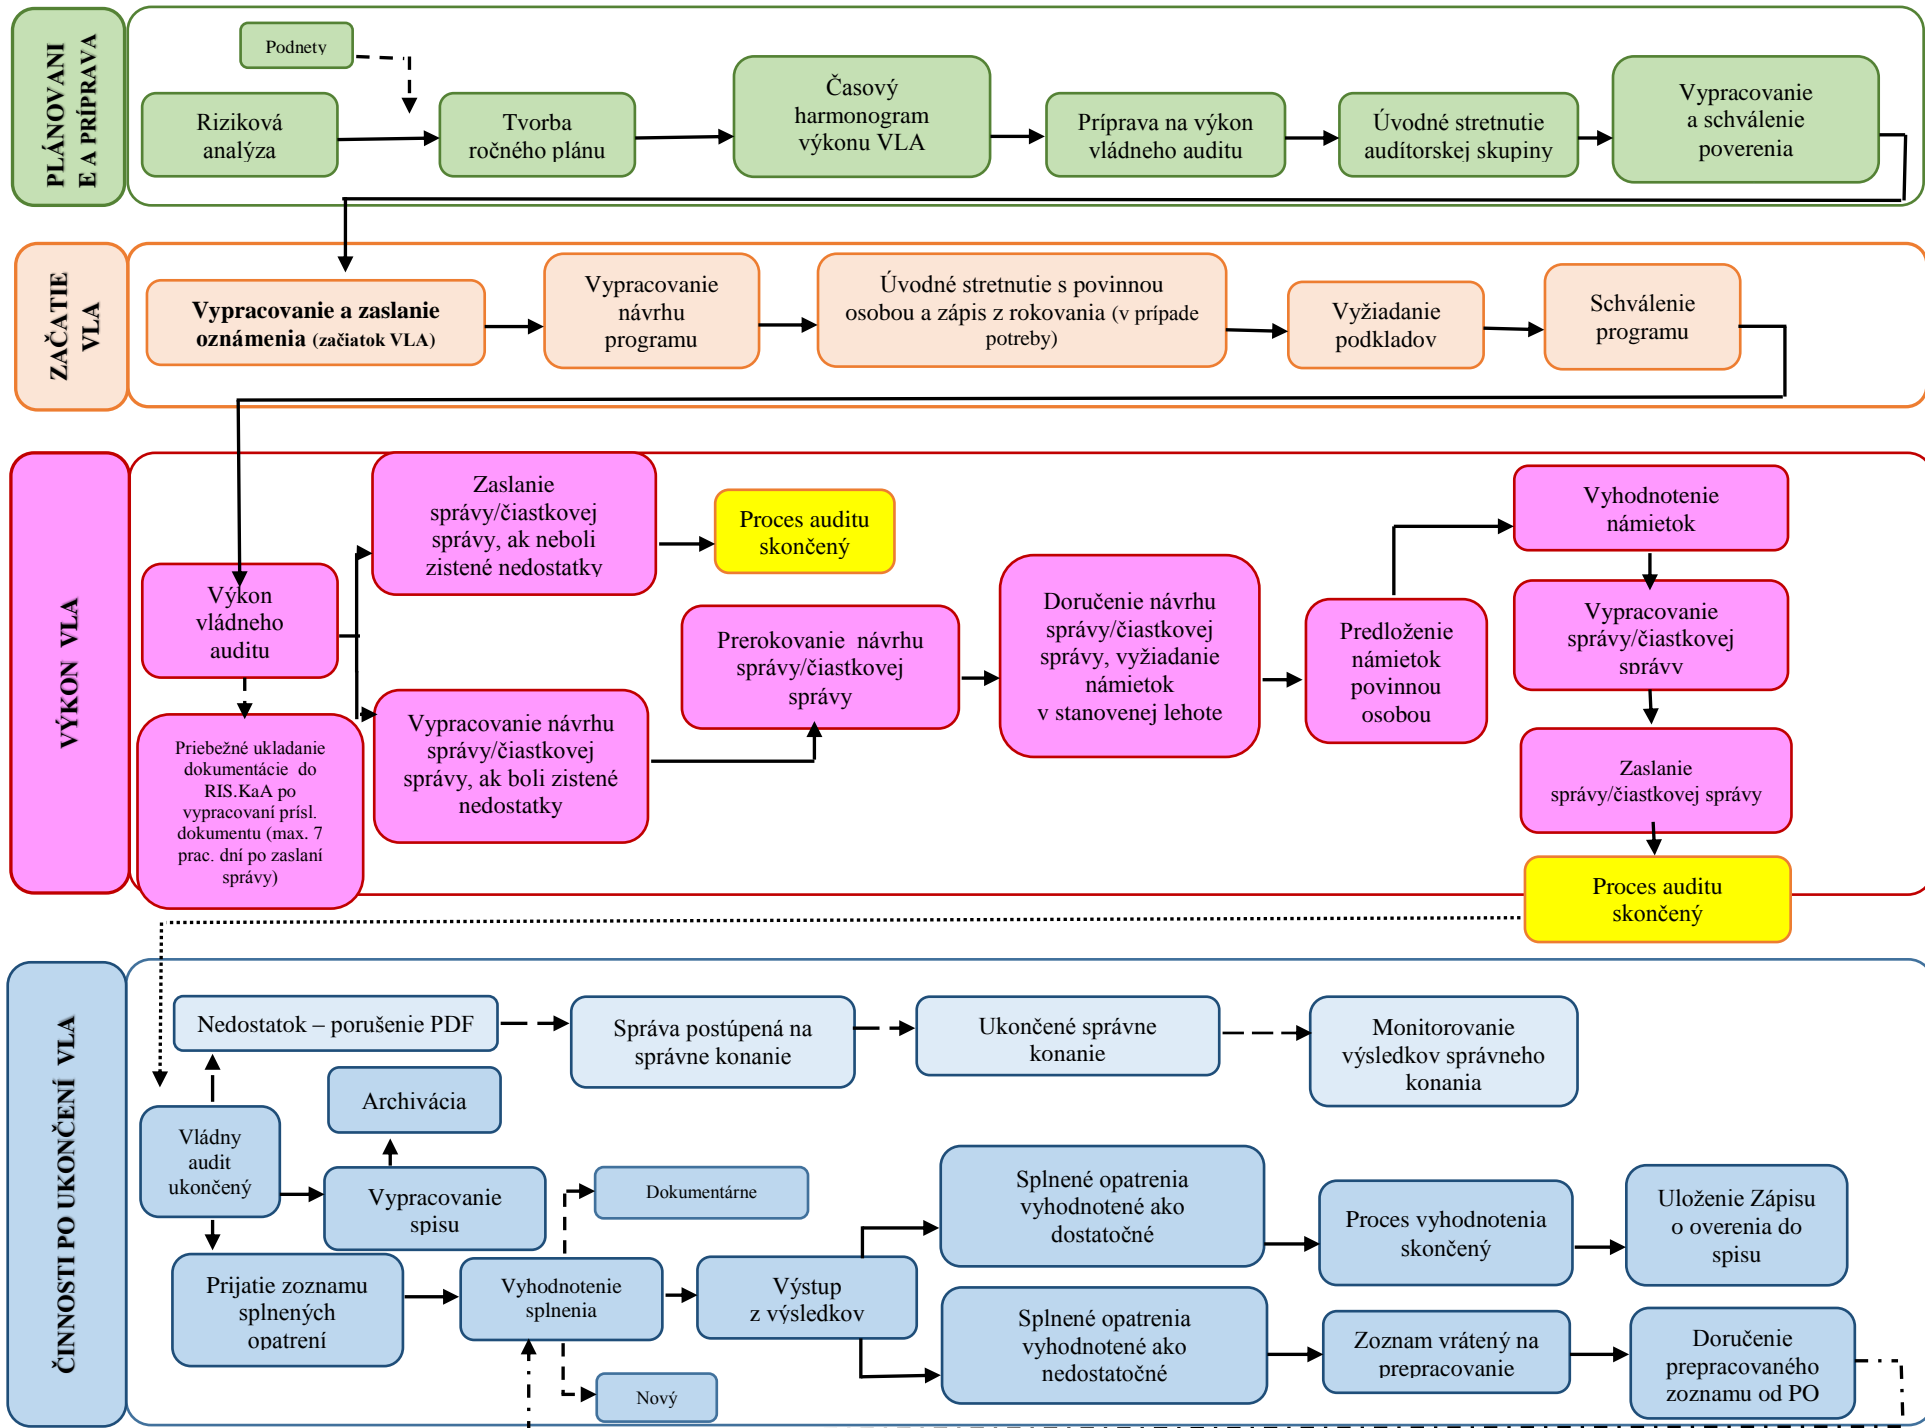 PLÁNOVANI
E A PRÍPRAVA
Podnety
Riziková
analýza
Tvorba
ročného plánu
Časový
harmonogram
výkonu VLA
Príprava na výkon
vládneho auditu
Úvodné stretnutie
audítorskej skupiny
Vypracovanie
a schválenie
poverenia
ZAČATIE
VLA
Vypracovanie a zaslanie
oznámenia (začiatok VLA)
Vypracovanie
návrhu
programu
Úvodné stretnutie s povinnou
osobou a zápis z rokovania (v prípade
potreby)
Vyžiadanie
podkladov
Schválenie
programu
VÝKON VLA
Výkon
vládneho
auditu
Priebežné ukladanie
dokumentácie do
RIS.KaA po
vypracovaní prísl.
dokumentu (max. 7
prac. dní po zaslaní
správy)
Zaslanie
správy/čiastkovej
správy, ak neboli
zistené nedostatky
Proces auditu
skončený
Vypracovanie návrhu
správy/čiastkovej
správy, ak boli zistené
nedostatky
Prerokovanie návrhu
správy/čiastkovej
správy
Doručenie návrhu
správy/čiastkovej
správy, vyžiadanie
námietok
v stanovenej lehote
Predloženie
námietok
povinnou
osobou
Vyhodnotenie
námietok
Vypracovanie
správy/čiastkovej
správy
Zaslanie
správy/čiastkovej správy
Proces auditu
skončený
ČINNOSTI PO UKONČENÍ VLA
Nedostatok – porušenie PDF
Správa postúpená na
správne konanie
Ukončené správne
konanie
Monitorovanie
výsledkov správneho
konania
Archivácia
Vládny
audit
ukončený
Vypracovanie
spisu
Prijatie zoznamu
splnených
opatrení
Dokumentárne
Vyhodnotenie
splnenia
Nový
Výstup
z výsledkov
Splnené opatrenia
vyhodnotené ako
dostatočné
Proces vyhodnotenia
skončený
Uloženie Zápisu
o overenia do
spisu
Splnené opatrenia
vyhodnotené ako
nedostatočné
Zoznam vrátený na
prepracovanie
Doručenie
prepracovaného
zoznamu od PO